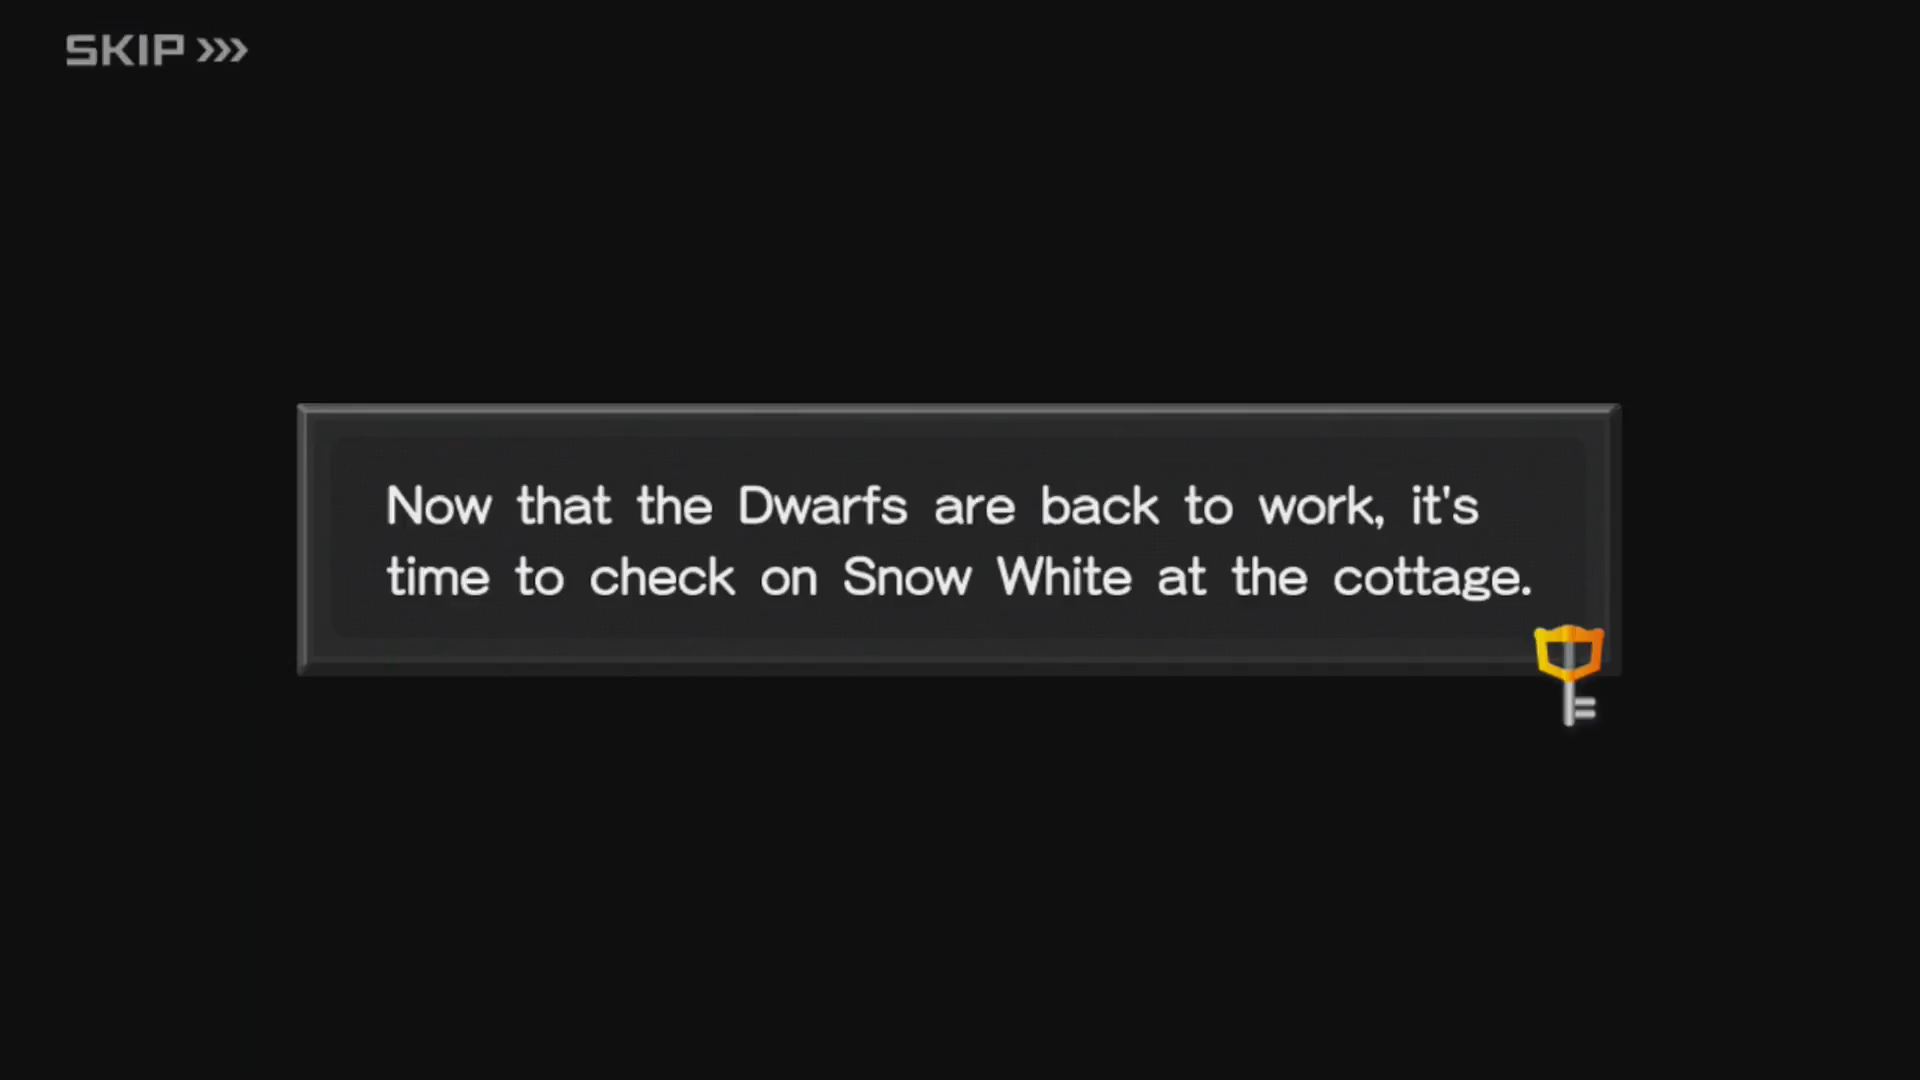 SKIP >>>
Now that the Dwarfs are back to work, it's
time to check on Snow White at the cottage.